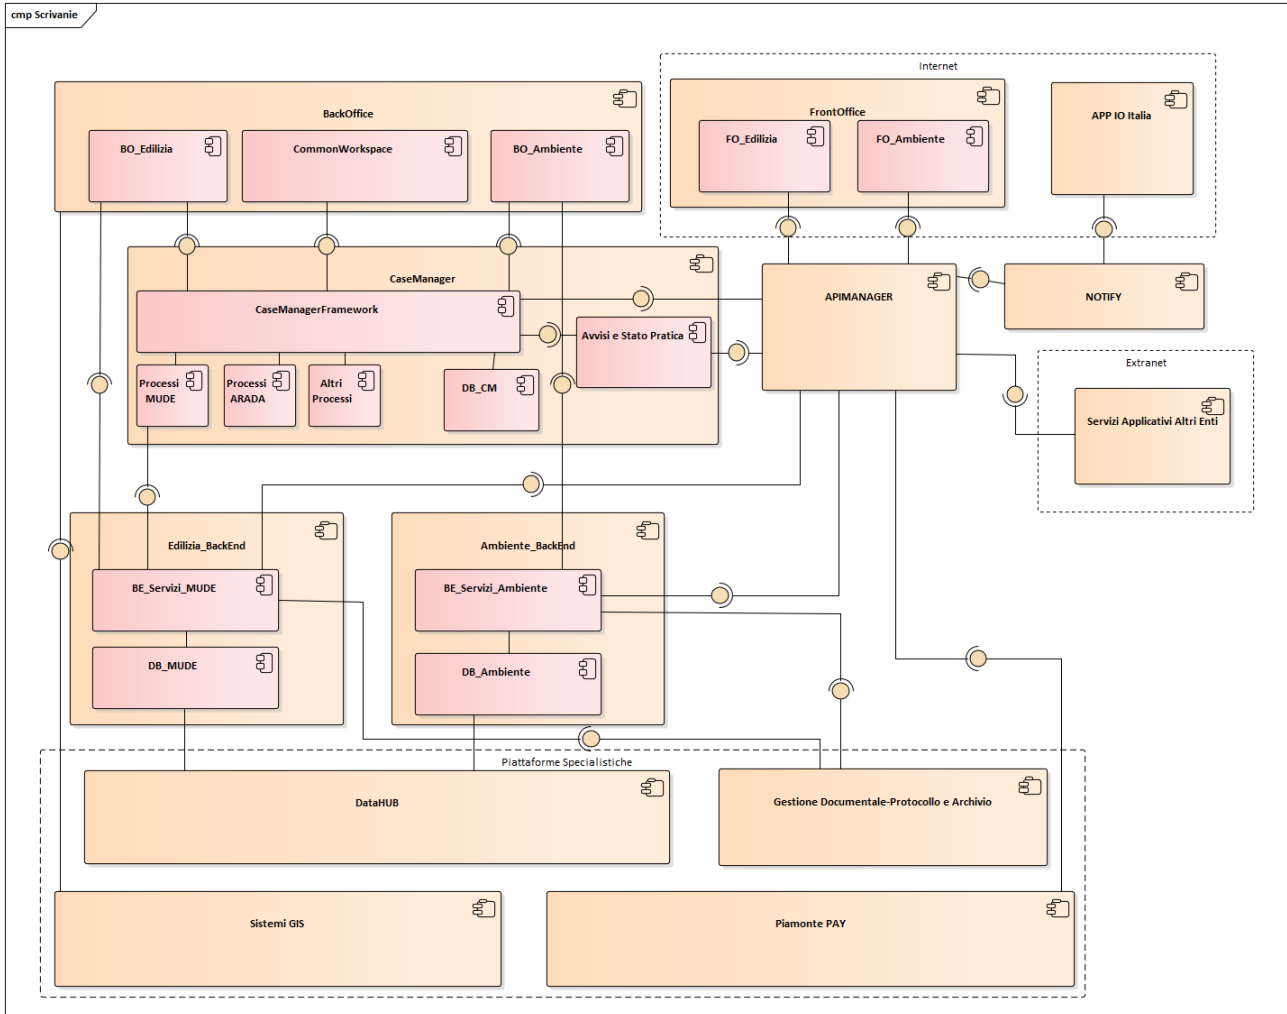 cmp Scrivanie
Internet
BackOffice
FrontOffice
APP IO Italia
BO_Edilizia
CommonWorkspace
BO_Ambiente
FO_Edilizia
FO_Ambiente
CaseManager
APIMANAGER
NOTIFY
CaseManagerFramework
Avvisi e Stato Pratica
Extranet
Processi
MUDE
Processi
ARADA
Altri
Processi
DB_CM
Servizi Applicativi Altri Enti
Edilizia_BackEnd
Ambiente_BackEnd
BE_Servizi_MUDE
BE_Servizi_Ambiente
DB_MUDE
DB_Ambiente
Piattaforme Specialistiche
DataHUB
Gestione Documentale-Protocollo e Archivio
Sistemi GIS
Piamonte PAY